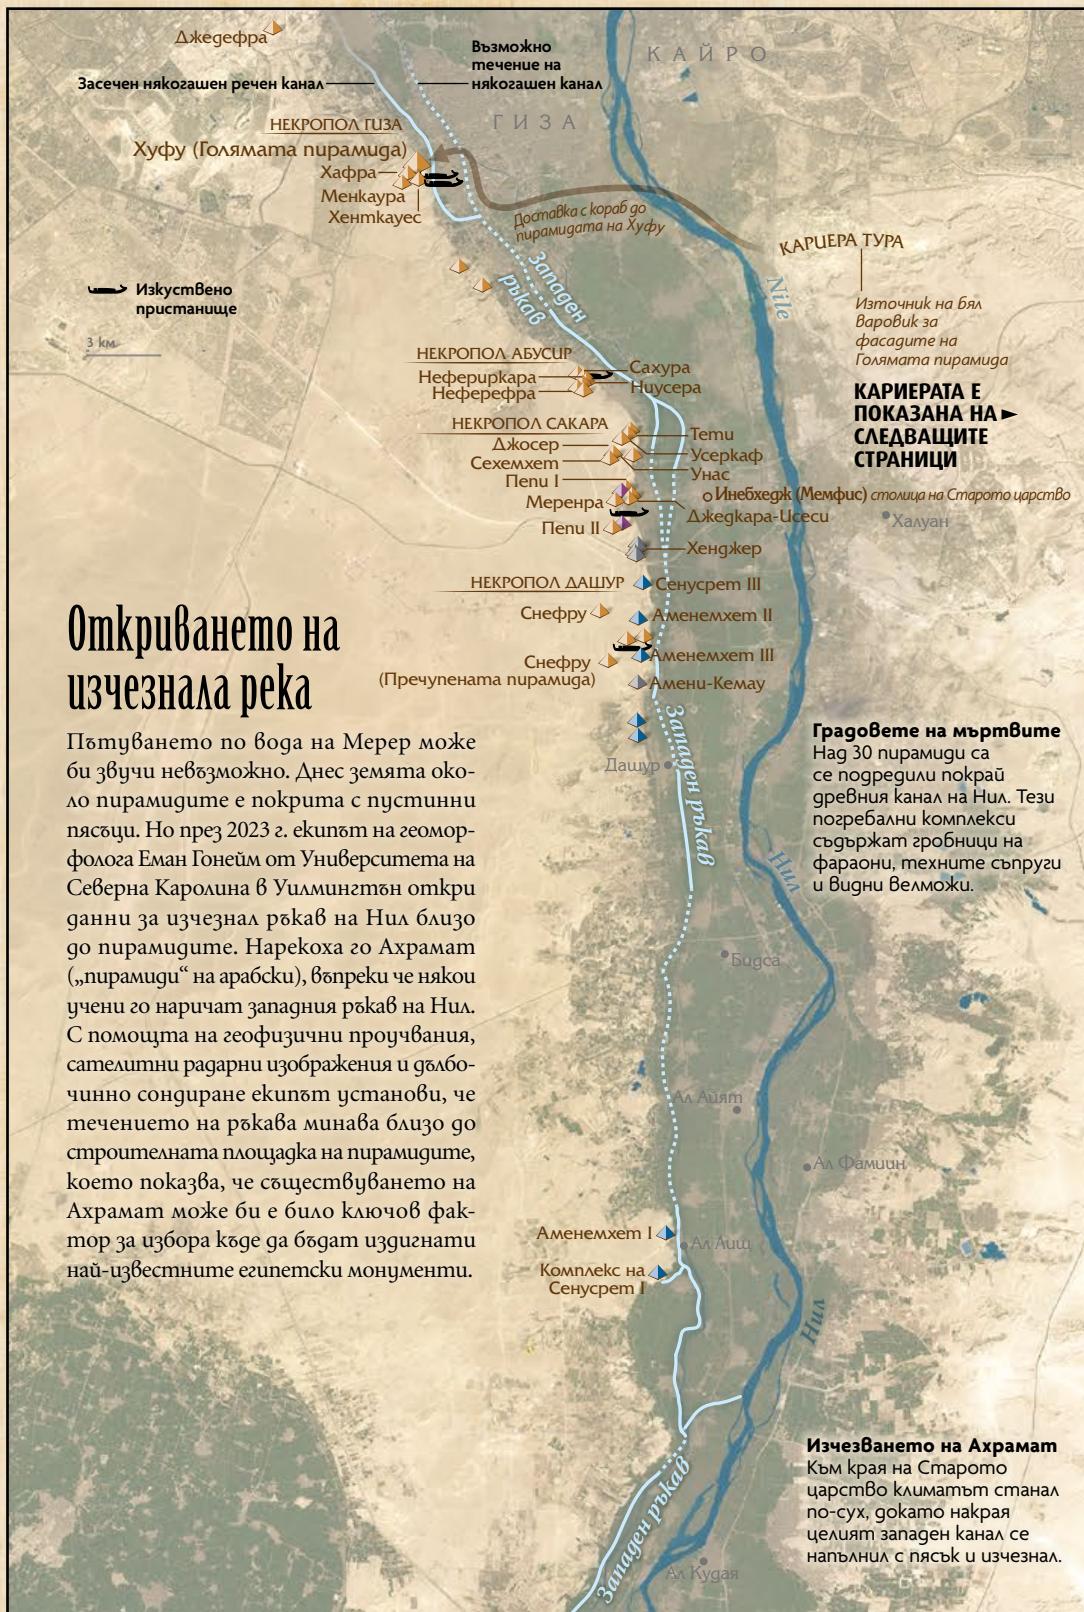 Джедефра
Възможно
течение на
някогашен канал
Засечен някогашен речен канал
КАЙРО
ГИЗА
НЕКРОПОЛ ГИЗА
Хуфу (Голямата пирамида)
Хафра
Менкаура
Хенткауес
Доставка с кораб до
пирамидата на Хуфу
КАРИЕРА ТУРА
Nile
Източник на бял
варовик за
фасадите на
Голямата пирамида
КАРИЕРАТА Е
ПОКАЗАНА НА ►
СЛЕДВАЩИТЕ
СТРАНИЦИ
Изкуствено
пристанище
3 км
Западен
ръкав
НЕКРОПОЛ АБУСИР
Сахура
Нефериркара
Ниусера
Неферефра
НЕКРОПОЛ САКАРА
Тети
Джосер
Усеркаф
Сехемхет
Унас
Пепи I
Инебхедж (Мемфис) столица на Старото царство
Меренра
Джедкара-Исеси
Халуан
Пепи II
Хенджер
НЕКРОПОЛ ДАШУР
Сенусрет III
Снефру
Аменемхет II
Аменемхет III
Снефру
(Пречупената пирамида)
Амени-Кемау
Откриването на
изчезнала река
Пътуването по вода на Мерер може
би звучи невъзможно. Днес земята око-
ло пирамидите е покрита с пустинни
пясъци. Но през 2023 г. екипът на геомор-
фолога Еман Гонейм от Университета на
Северна Каролина в Уилмингтън откри
данни за изчезнал ръкав на Нил близо
до пирамидите. Нарекоха го Ахрамат
(„пирамиди“ на арабски), въпреки че някои
учени го наричат западния ръкав на Нил.
С помощта на геофизични проучвания,
сателитни радарни изображения и дълбо-
чинно сондиране екипът установи, че
течението на ръкава минава близо до
строителната площадка на пирамидите,
което показва, че съществуването на
Ахрамат може би е било ключов фак-
тор за избора къде да бъдат издигнати
най-известните египетски монументи.
Западен ръкав
Дашур
Градовете на мъртвите
Над 30 пирамиди са
се подредили покрай
древния канал на Нил. Тези
погребални комплекси
съдържат гробници на
фараони, техните съпруги
и видни велможи.
Нил
Бидса
Ал Айят
Ал Фамиин
Аменемхет I
Ал Лищ
Комплекс на
Сенусрет I
Нил
Изчезването на Ахрамат
Към края на Старото
царство климатът станал
по-сух, докато накрая
целият западен канал се
напълнил с пясък и изчезнал.
Западен ръкав
Ал Кудая